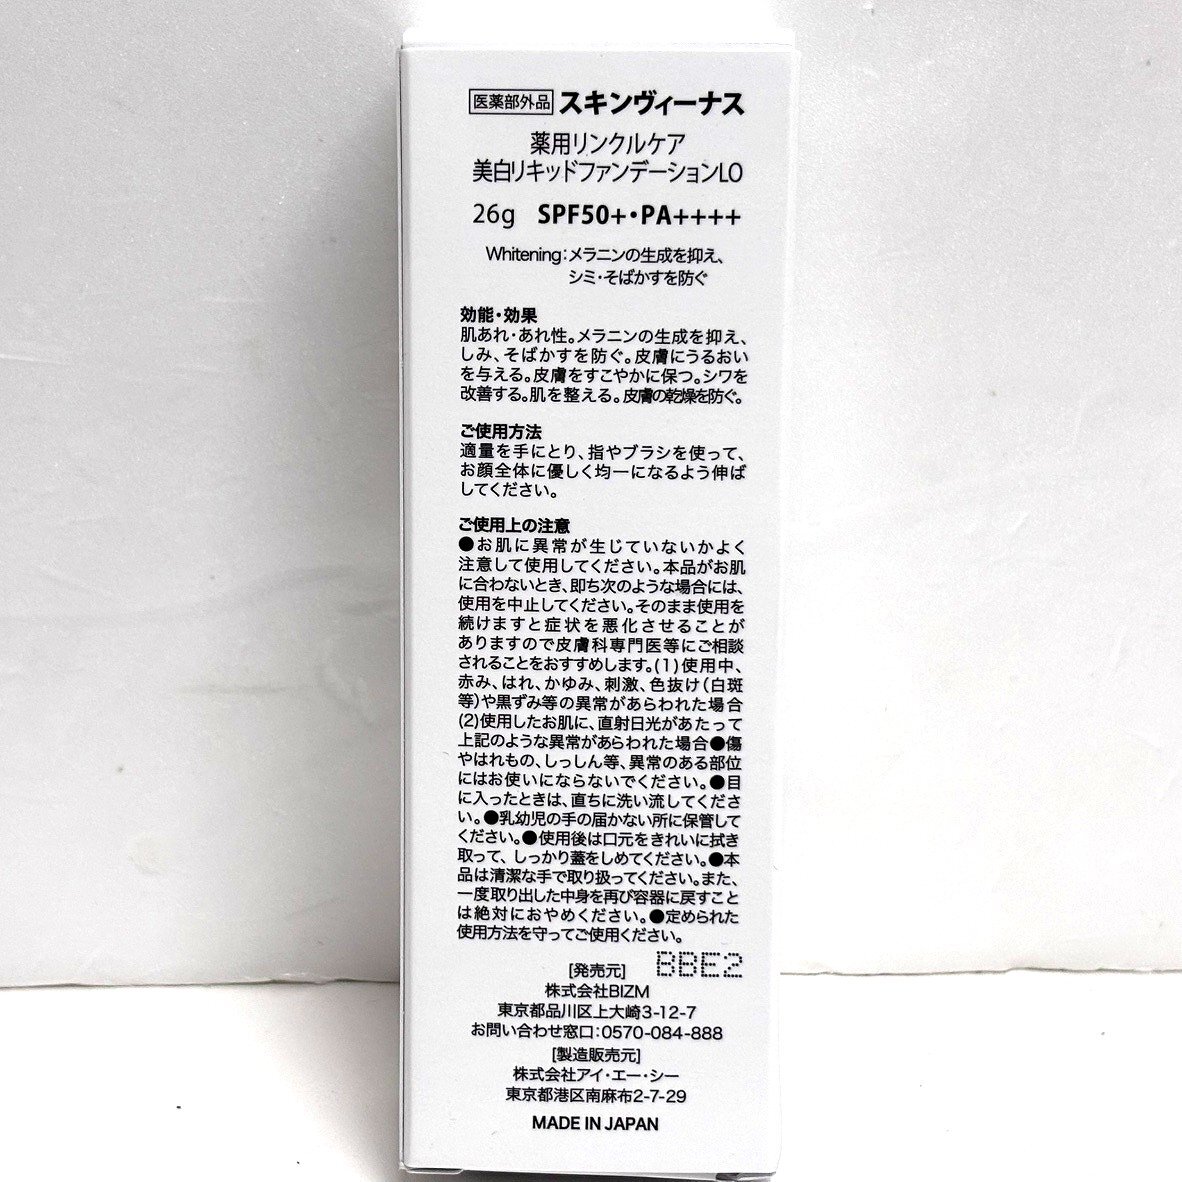 医薬部外品 スキンヴィーナス
薬用リンクルケア
美白リキッドファンデーションLO
26g SPF50+・PA++++
Whitening：メラニンの生成を抑え、
シミ・そばかすを防ぐ
効能・効果
肌あれ・あれ性。メラニンの生成を抑え、
しみ、そばかすを防ぐ。皮膚にうるおい
を与える。皮膚をすこやかに保つ。シワを
改善する。肌を整える。皮膚の乾燥を防ぐ。
ご使用方法
適量を手にとり、指やブラシを使って、
お顔全体に優しく均一になるよう伸ば
してください。
ご使用上の注意
●お肌に異常が生じていないかよく
注意して使用してください。本品がお肌
に合わないとき、即ち次のような場合には、
使用を中止してください。そのまま使用を
続けますと症状を悪化させることが
ありますので皮膚科専門医等にご相談
されることをおすすめします。(1)使用中、
赤み、はれ、かゆみ、刺激、色抜け（白斑
等）や黒ずみ等の異常があらわれた場合
(2)使用したお肌に、直射日光があたって
上記のような異常があらわれた場合●傷
やはれもの、しっしん等、異常のある部位
にはお使いにならないでください。●目
に入ったときは、直ちに洗い流してくださ
い。●乳幼児の手の届かない所に保管して
ください。●使用後は口元をきれいに拭き
取って、しっかり蓋をしめてください。●本
品は清潔な手で取り扱ってください。また、
一度取り出した中身を再び容器に戻すこと
は絶対におやめください。●定められた
使用方法を守ってご使用ください。
BBE2
[発売元]
株式会社BIZM
東京都品川区上大崎3-12-7
お問い合わせ窓口：0570-084-888
[製造販売元]
株式会社アイ・エー・シー
東京都港区南麻布2-7-29
MADE IN JAPAN